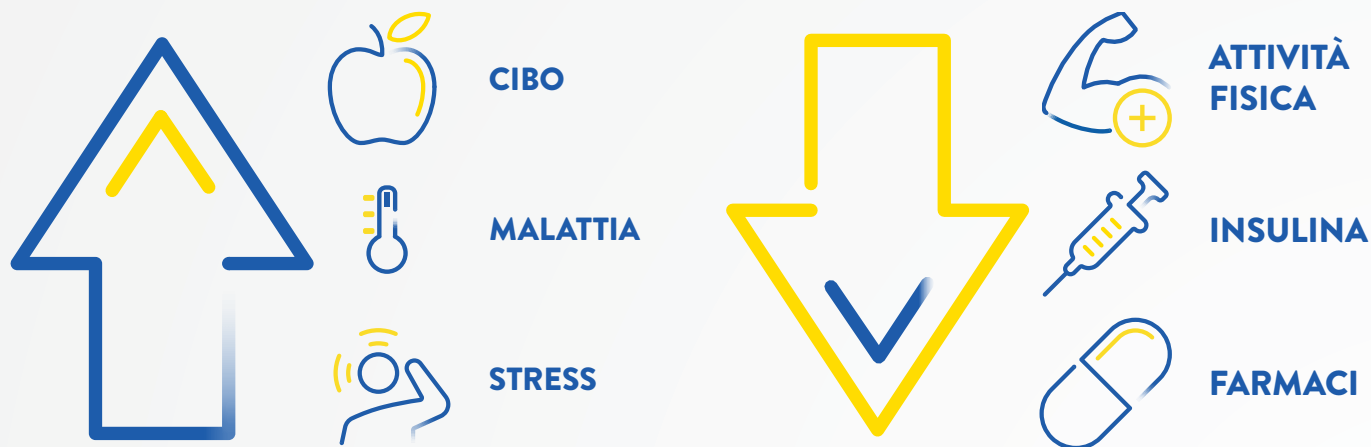 CIBO
MALATTIA
STRESS
ATTIVITÀ
FISICA
INSULINA
FARMACI